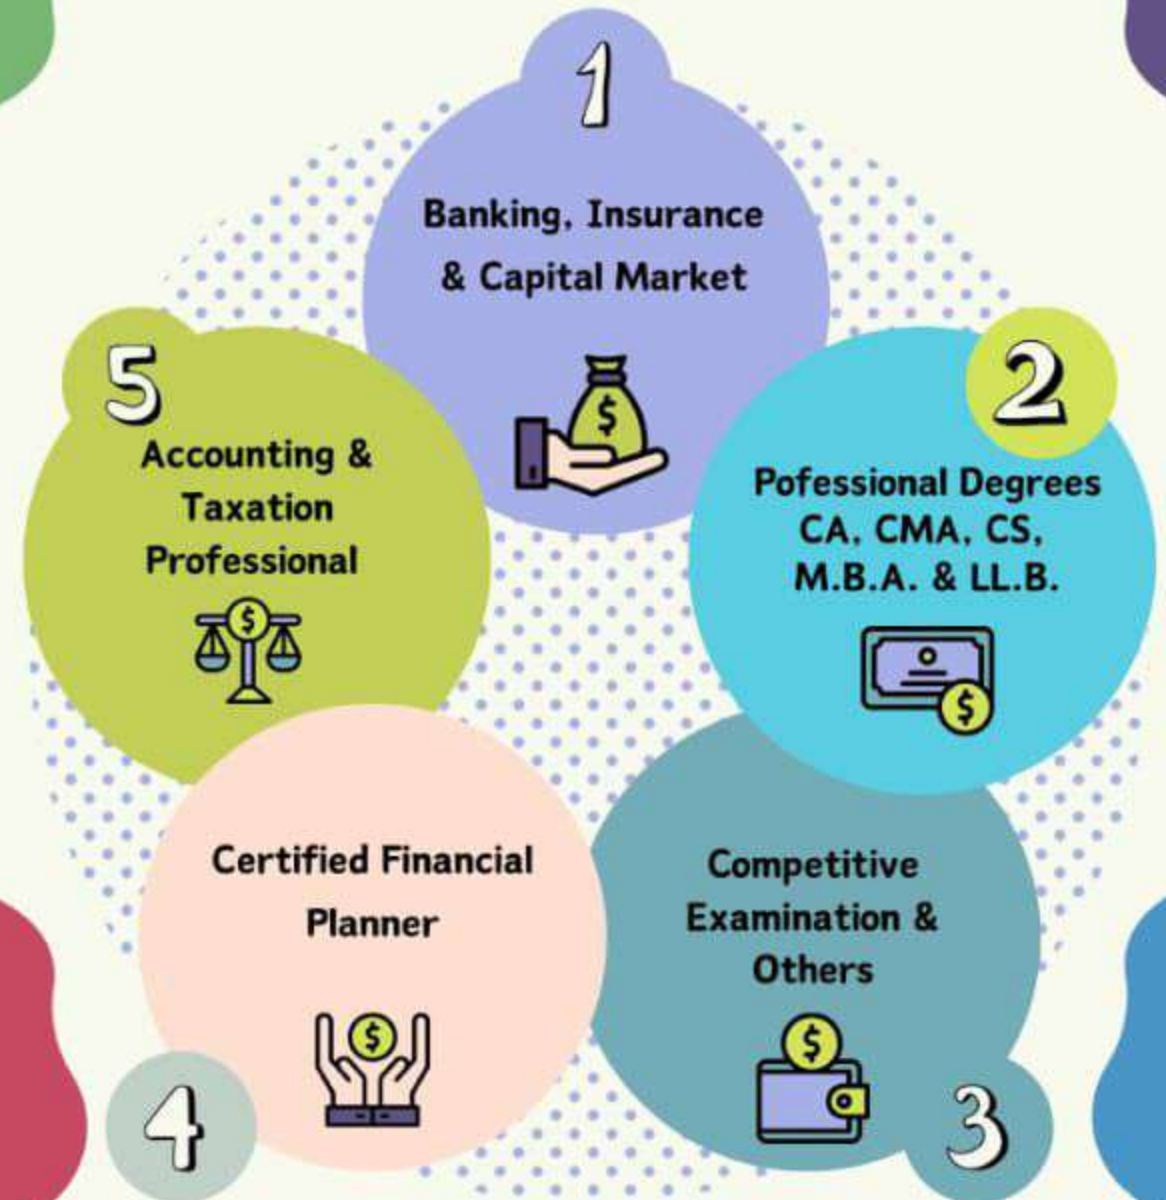 1
Banking, Insurance
& Capital Market
$
2
Pofessional Degrees
CA, CMA, CS,
M.B.A. & LL.B.
$
3
Competitive
Examination &
Others
$
4
Certified Financial
Planner
$
5
Accounting &
Taxation
Professional
$